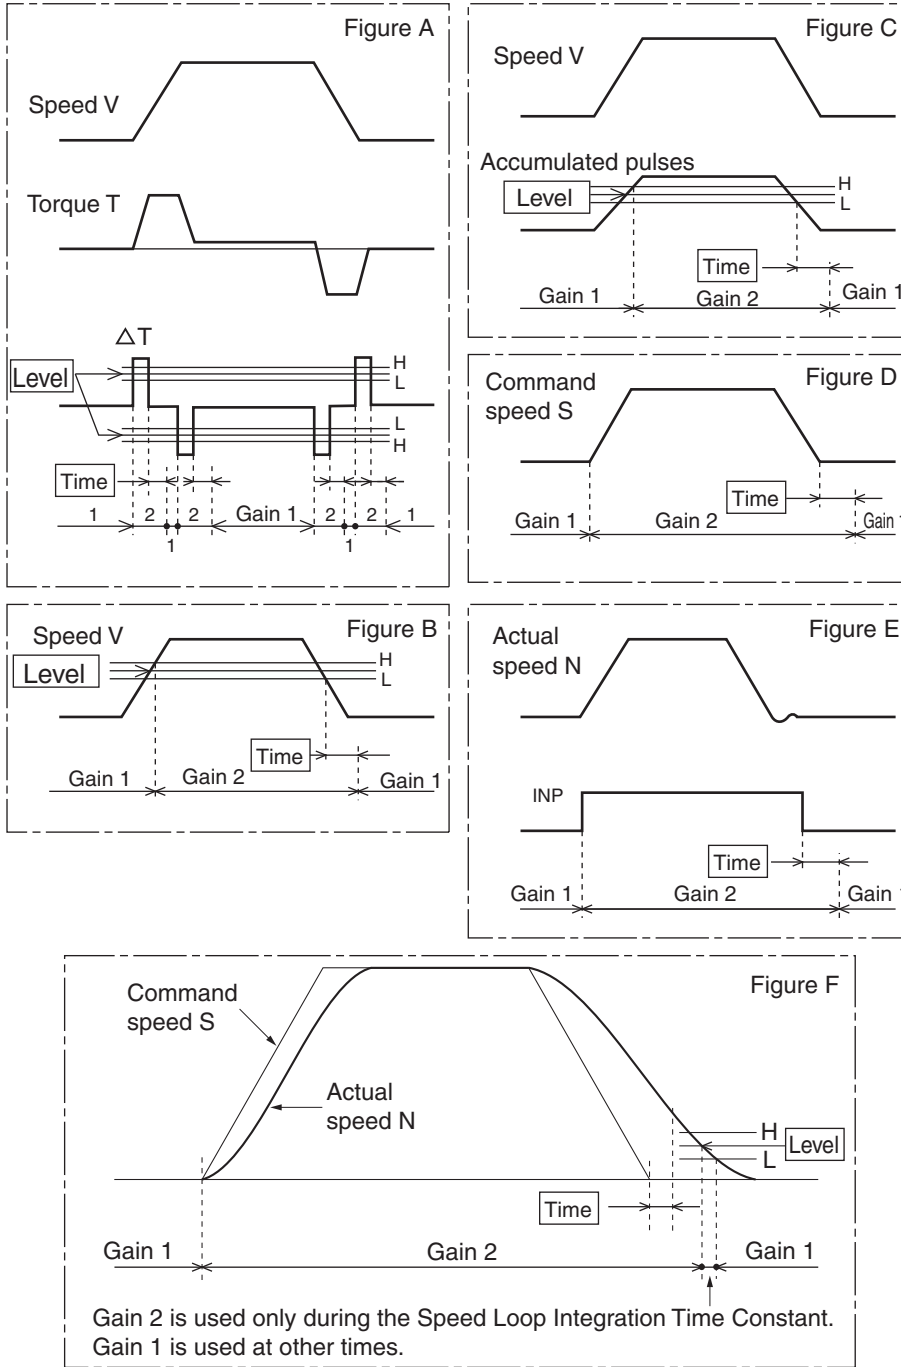 Figure A
Speed V
Torque T
△T
Level
H
L
L
H
Time
1 2 2 Gain 1 2 2 1
1 1
Figure B
Speed V
Level
H
L
Time
Gain 1 Gain 2 Gain 1
Figure C
Speed V
Accumulated pulses
Level
H
L
Time
Gain 1 Gain 2 Gain 1
Figure D
Command
speed S
Time
Gain 1 Gain 2 Gain 1
Figure E
Actual
speed N
INP
Time
Gain 1 Gain 2 Gain 1
Figure F
Command
speed S
Actual
speed N
H
Level
L
Time
Gain 1 Gain 2 Gain 1
Gain 2 is used only during the Speed Loop Integration Time Constant.
Gain 1 is used at other times.